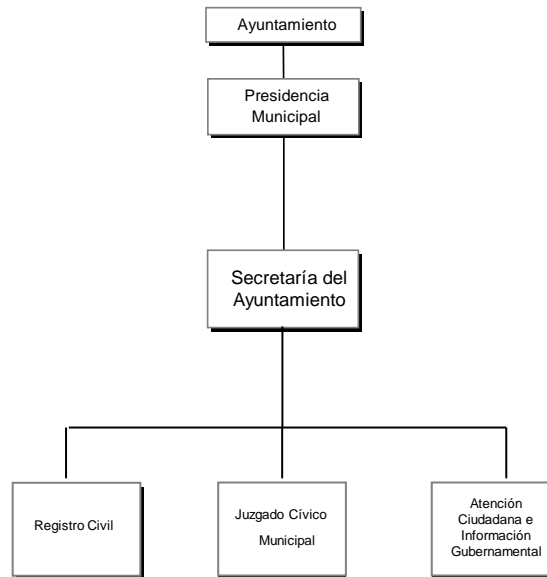 Ayuntamiento
Presidencia
Municipal
Secretaría del
Ayuntamiento
Registro Civil
Juzgado Cívico
Municipal
Atención
Ciudadana e
Información
Gubernamental